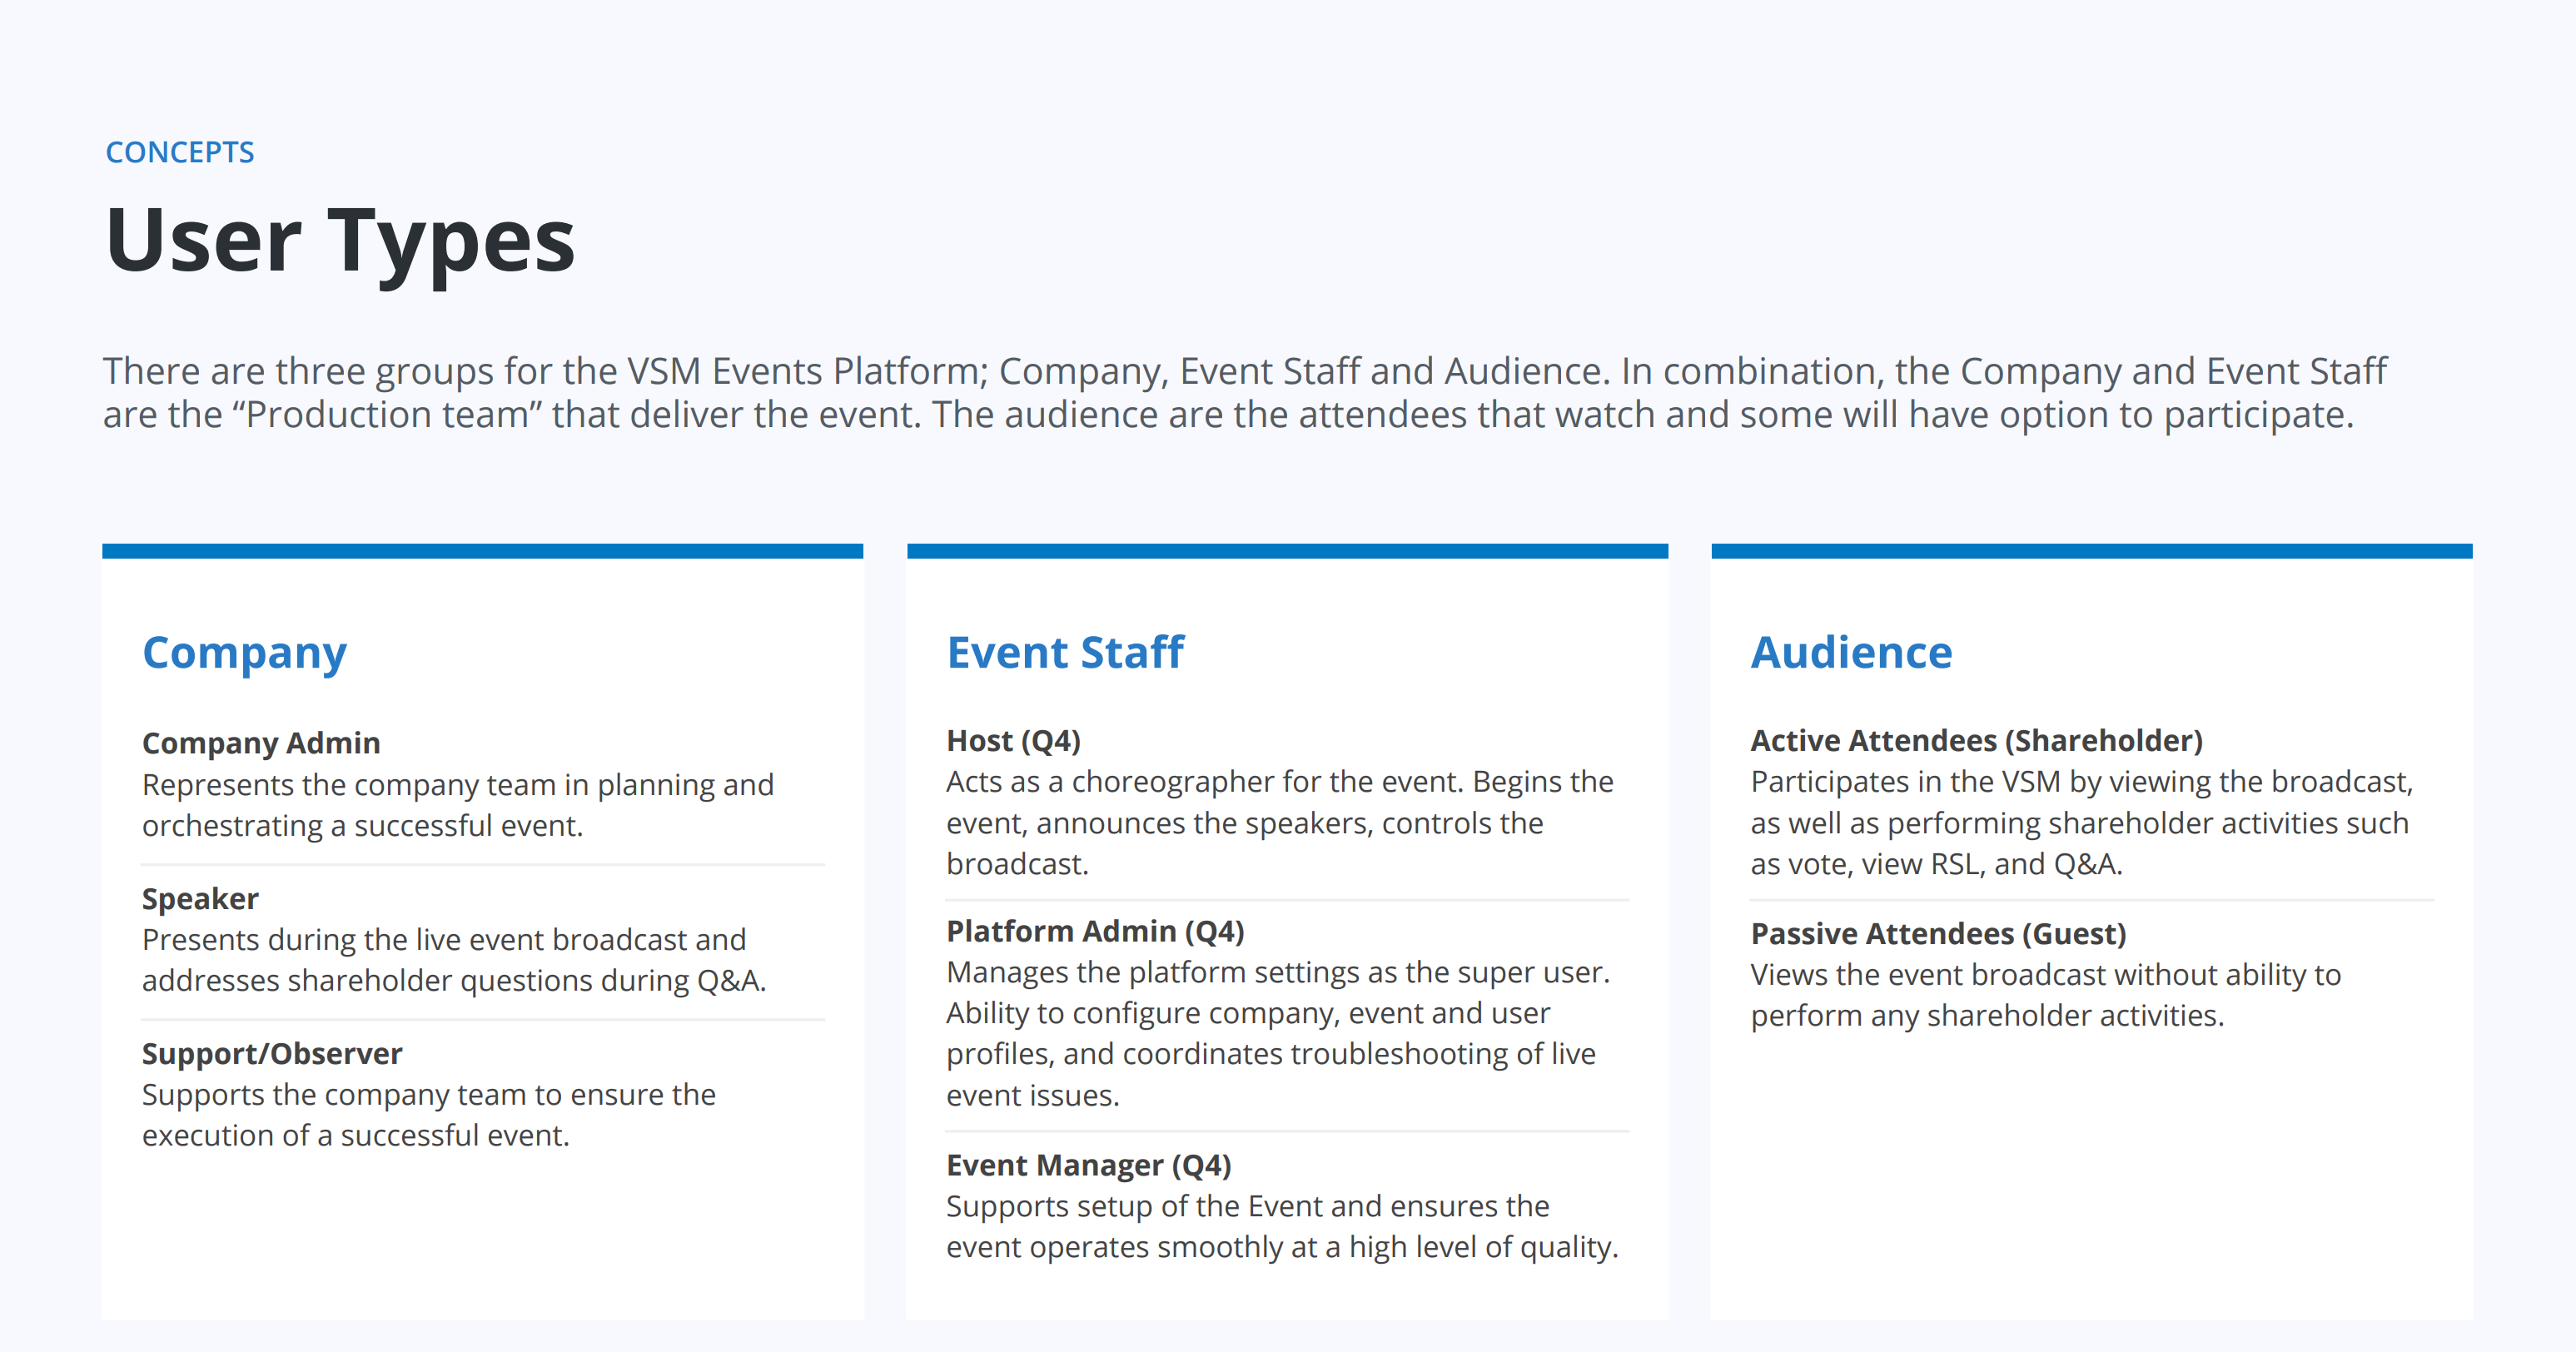 CONCEPTS
User Types
There are three groups for the VSM Events Platform; Company, Event Staff and Audience. In combination, the Company and Event Staff
are the “Production team” that deliver the event. The audience are the attendees that watch and some will have option to participate.
Company
Company Admin
Represents the company team in planning and
orchestrating a successful event.
Speaker
Presents during the live event broadcast and
addresses shareholder questions during Q&A.
Support/Observer
Supports the company team to ensure the
execution of a successful event.
Event Staff
Host (Q4)
Acts as a choreographer for the event. Begins the
event, announces the speakers, controls the
broadcast.
Platform Admin (Q4)
Manages the platform settings as the super user.
Ability to configure company, event and user
profiles, and coordinates troubleshooting of live
event issues.
Event Manager (Q4)
Supports setup of the Event and ensures the
event operates smoothly at a high level of quality.
Audience
Active Attendees (Shareholder)
Participates in the VSM by viewing the broadcast,
as well as performing shareholder activities such
as vote, view RSL, and Q&A.
Passive Attendees (Guest)
Views the event broadcast without ability to
perform any shareholder activities.